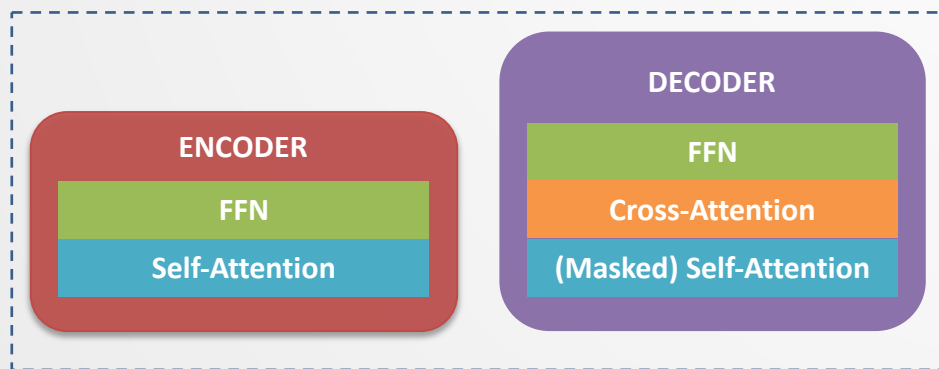 ENCODER
FFN
Self-Attention
DECODER
FFN
Cross-Attention
(Masked) Self-Attention